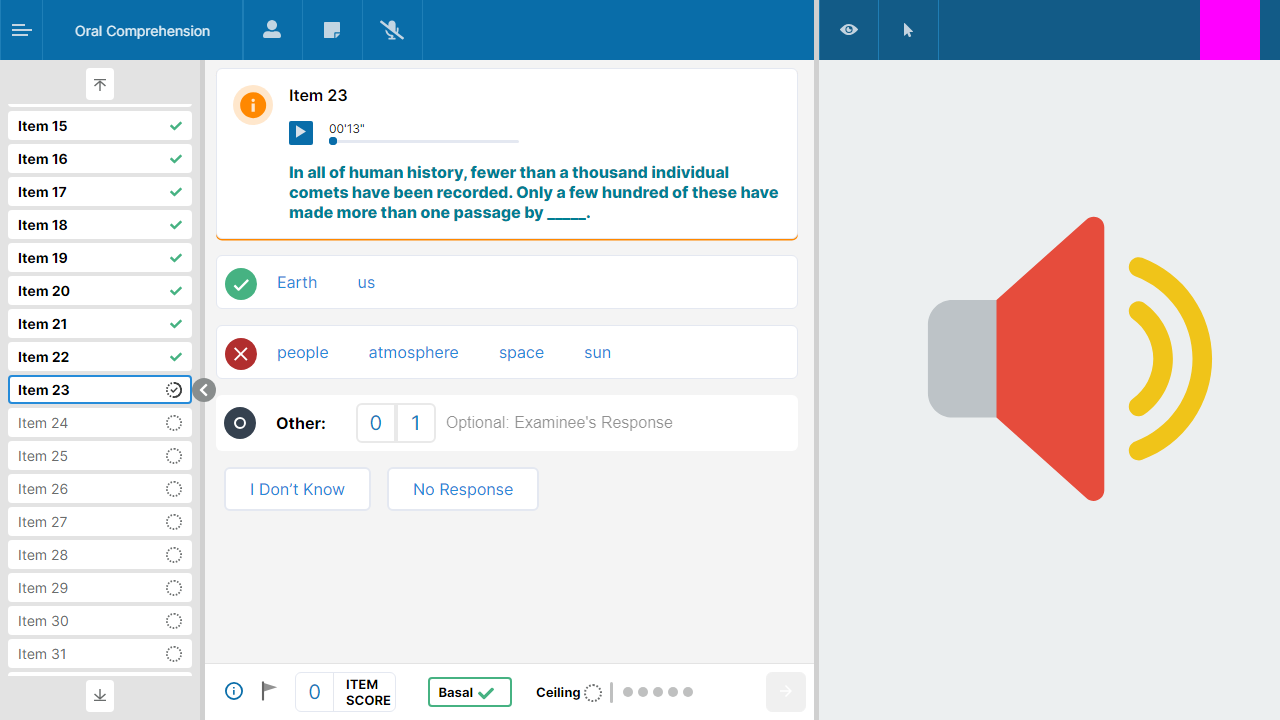 Oral Comprehension
Item 15
Item 16
Item 17
Item 18
Item 19
Item 20
Item 21
Item 22
Item 23
Item 24
Item 25
Item 26
Item 27
Item 28
Item 29
Item 30
Item 31
Item 23
00'13"
In all of human history, fewer than a thousand individual
comets have been recorded. Only a few hundred of these have
made more than one passage by _____.
Earth us
people atmosphere space sun
Other: 0 1 Optional: Examinee's Response
I Don’t Know No Response
0 ITEM
SCORE
Basal
Ceiling